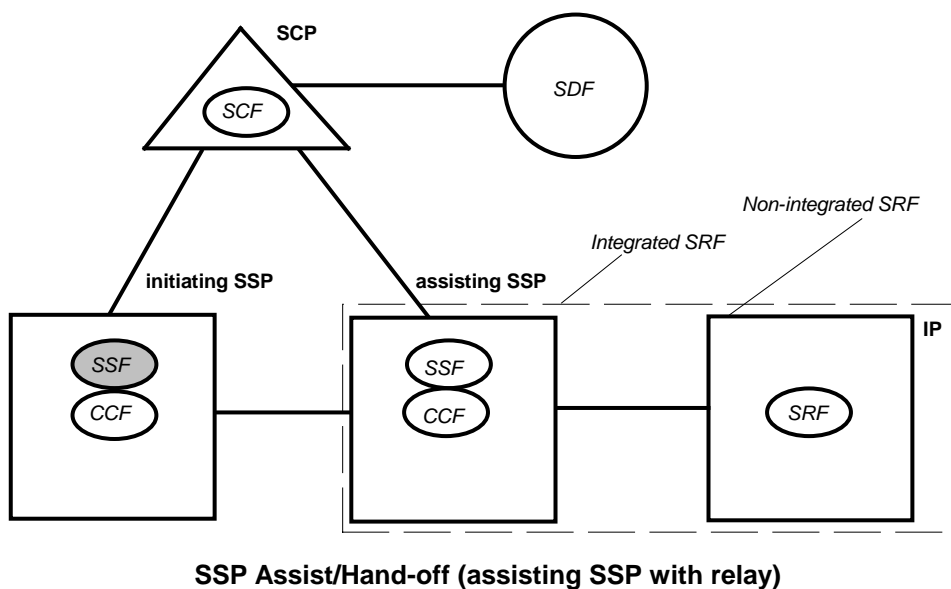 SCP
SCF
SDF
Non-integrated SRF
Integrated SRF
initiating SSP
assisting SSP
IP
SSF
CCF
SSF
CCF
SRF
SSP Assist/Hand-off (assisting SSP with relay)